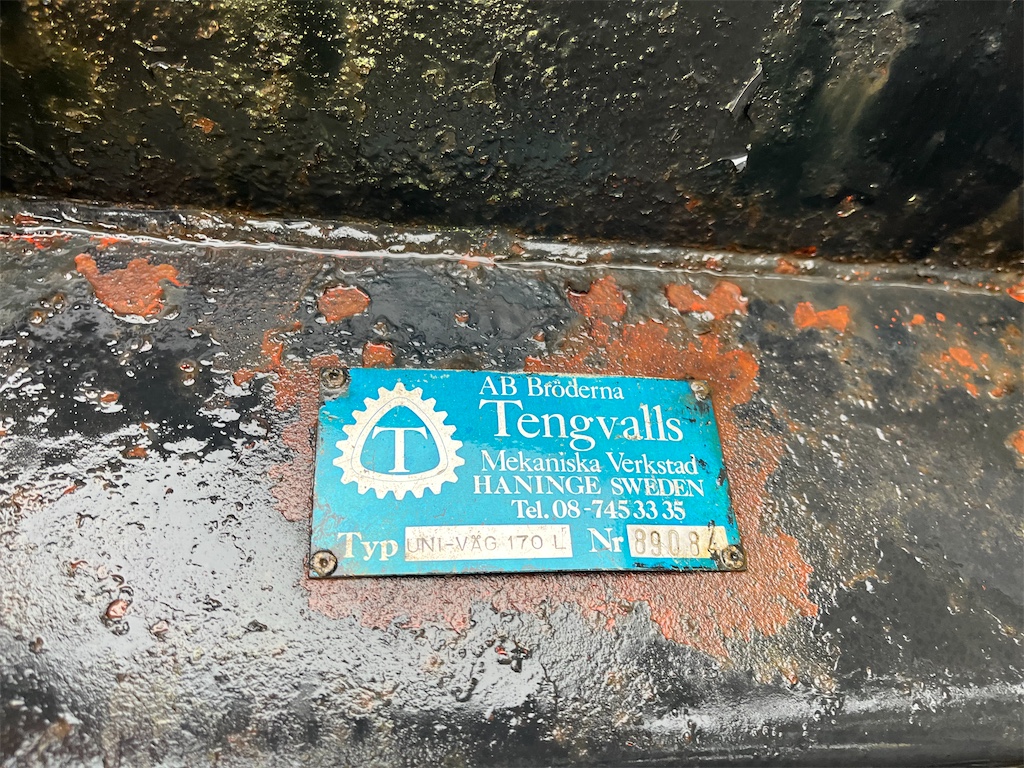 T
AB Bröderna
Tengvalls
Mekaniska Verkstad
HANINGE SWEDEN
Tel. 08-745 33 35
Typ UNI-VÄG 170 L Nr 89084